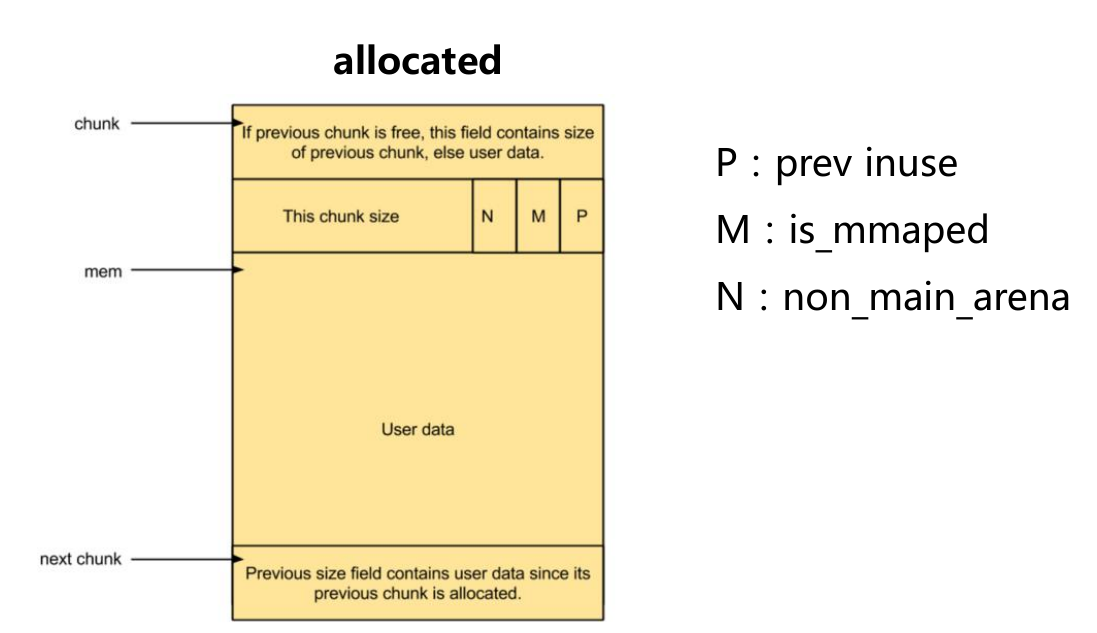 allocated
chunk
If previous chunk is free, this field contains size
of previous chunk, else user data.
This chunk size
N
M
P
mem
User data
next chunk
Previous size field contains user data since its
previous chunk is allocated.
P：prev inuse
M：is_mmaped
N：non_main_arena